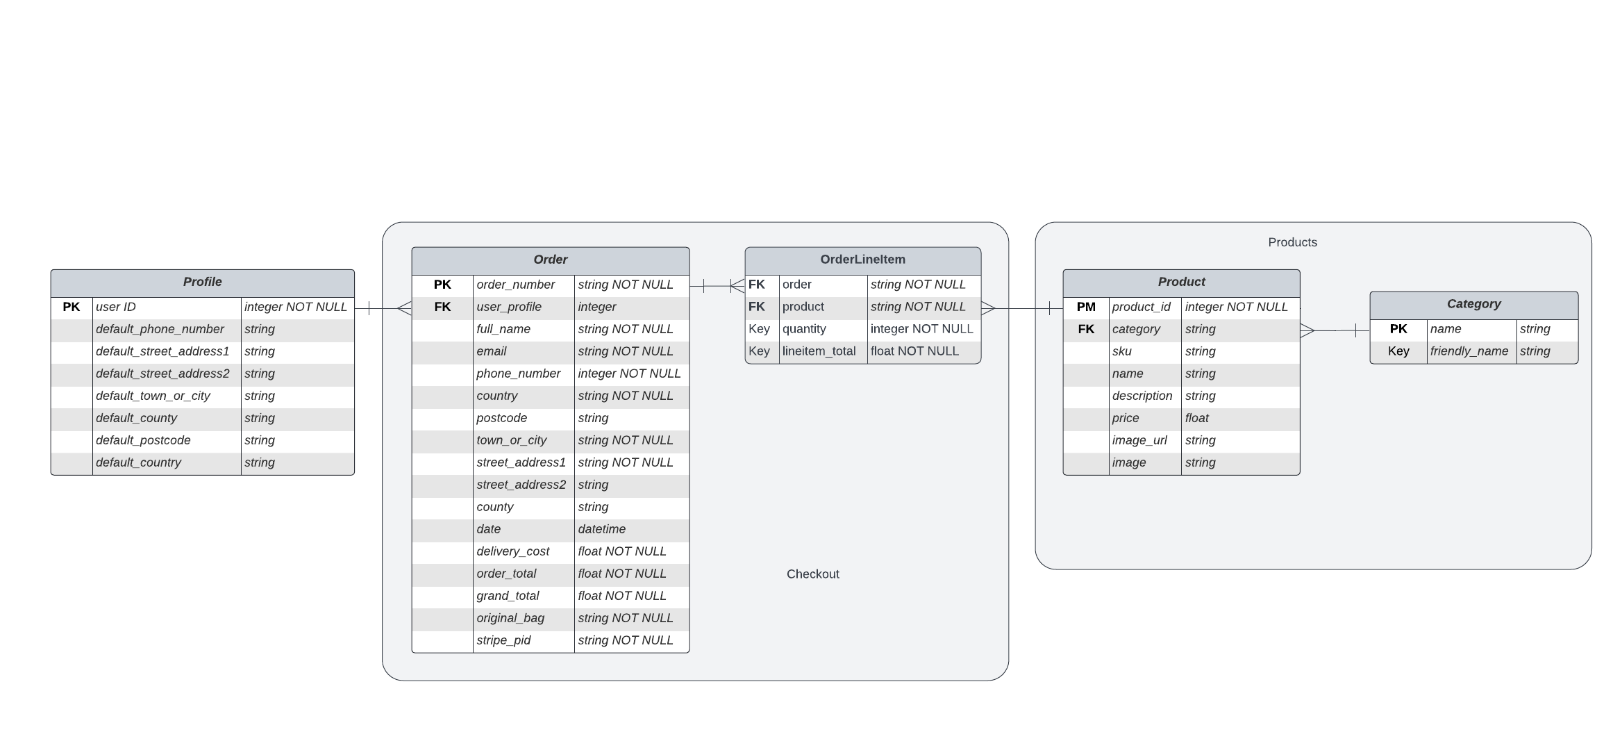 Profile
PK user ID integer NOT NULL
default_phone_number string
default_street_address1 string
default_street_address2 string
default_town_or_city string
default_county string
default_postcode string
default_country string
Order
PK order_number string NOT NULL
FK user_profile integer
full_name string NOT NULL
email string NOT NULL
phone_number integer NOT NULL
country string NOT NULL
postcode string
town_or_city string NOT NULL
street_address1 string NOT NULL
street_address2 string
county string
date datetime
delivery_cost float NOT NULL
order_total float NOT NULL
grand_total float NOT NULL
original_bag string NOT NULL
stripe_pid string NOT NULL
OrderLineItem
FK order string NOT NULL
FK product string NOT NULL
Key quantity integer NOT NULL
Key lineitem_total float NOT NULL
Checkout
Products
Product
PM product_id integer NOT NULL
FK category string
sku string
name string
description string
price float
image_url string
image string
Category
PK name string
Key friendly_name string